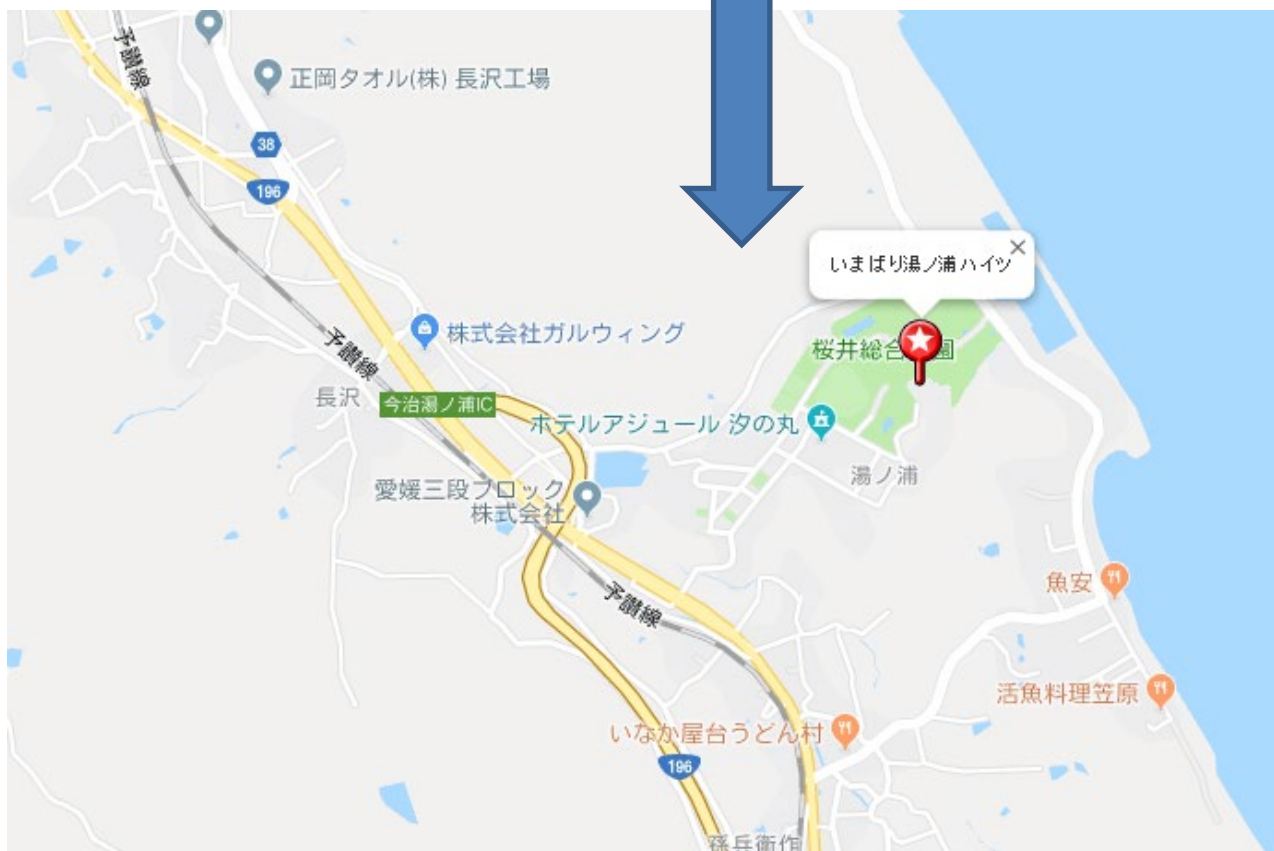 予讃線
正岡タオル(株) 長沢工場
38
196
いまばり湯ノ浦ハイツ
株式会社ガルウィング
予讃線
桜井総合
園
長沢
今治湯ノ浦IC
ホテルアジュール 汐の丸
湯ノ浦
愛媛三段ブロック
株式会社
魚安
予讃線
活魚料理笠原
いなか屋台うどん村
196
孫兵衛作